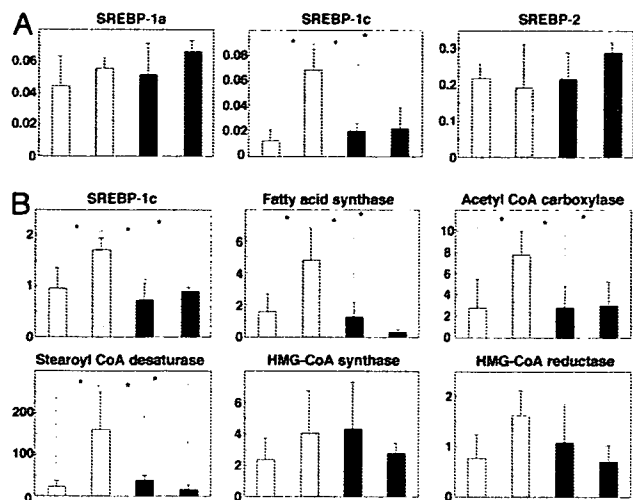 A
SREBP-1a
0.06
0.04
0.02
0
SREBP-1c
* * *
0.08
0.06
0.04
0.02
0
SREBP-2
0.3
0.2
0.1
0
B
SREBP-1c
* * *
2
1
0
Fatty acid synthase
* * *
6
4
2
0
Acetyl CoA carboxylase
* * *
10
8
6
4
2
0
Stearoyl CoA desaturase
* * *
200
100
0
HMG-CoA synthase
6
4
2
0
HMG-CoA reductase
2
1
0